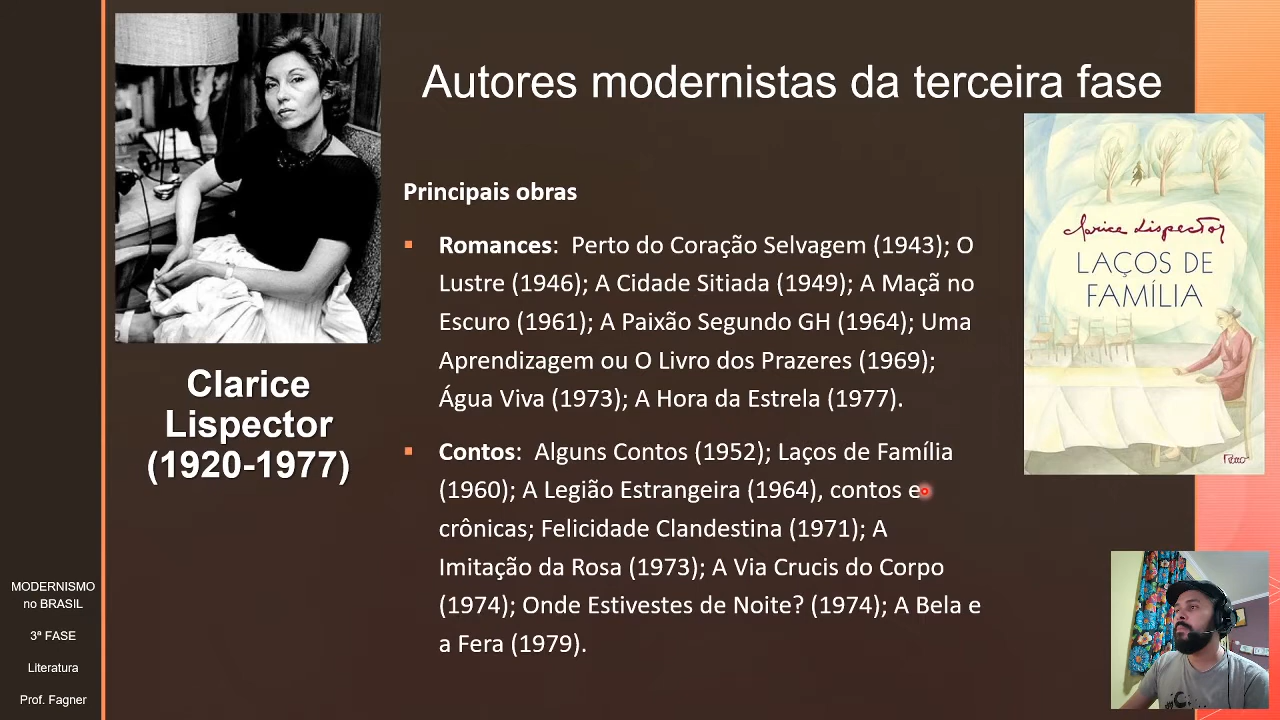 Autores modernistas da terceira fase
Principais obras
Romances: Perto do Coração Selvagem (1943); O
Lustre (1946); A Cidade Sitiada (1949); A Maçã no
Escuro (1961); A Paixão Segundo GH (1964); Uma
Aprendizagem ou O Livro dos Prazeres (1969);
Água Viva (1973); A Hora da Estrela (1977).
Contos: Alguns Contos (1952); Laços de Família
(1960); A Legião Estrangeira (1964), contos e
crônicas; Felicidade Clandestina (1971); A
Imitação da Rosa (1973); A Via Crucis do Corpo
(1974); Onde Estivestes de Noite? (1974); A Bela e
a Fera (1979).
Clarice
Lispector
(1920-1977)
Clarice Lispector
LAÇOS DE
FAMÍLIA
MODERNISMO
no BRASIL
3ª FASE
Literatura
Prof. Fagner